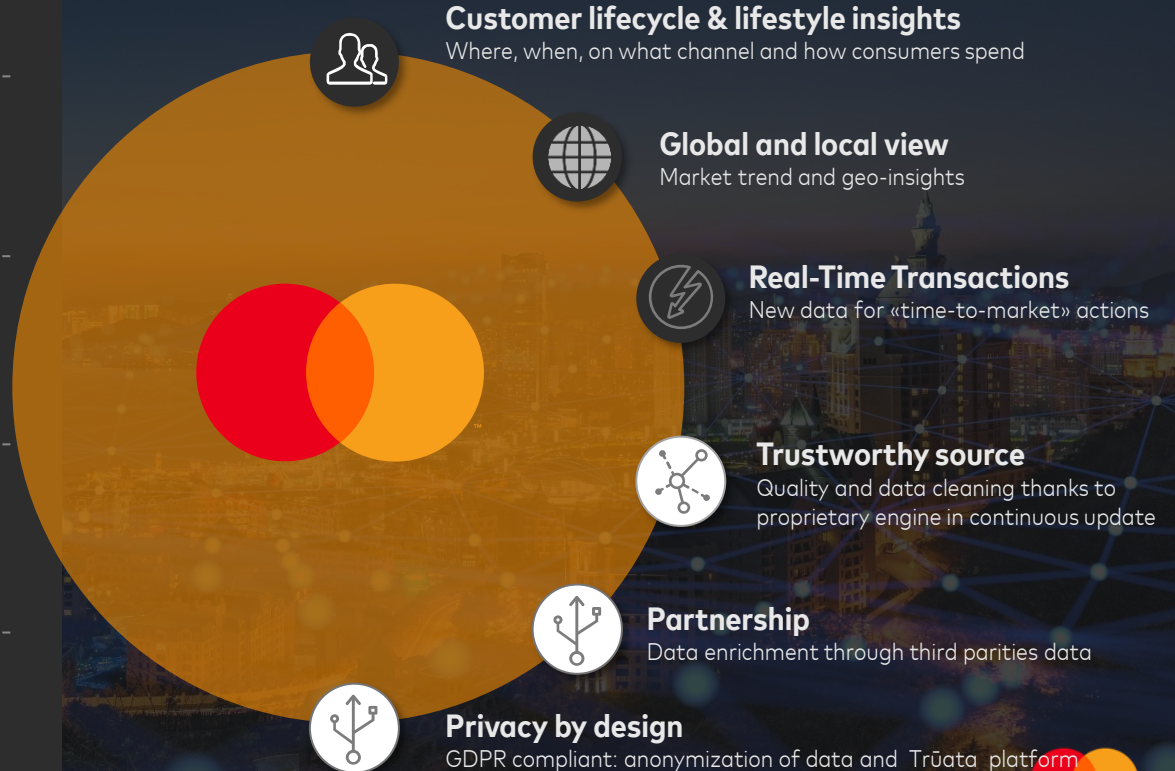 Customer lifecycle & lifestyle insights
Where, when, on what channel and how consumers spend
Global and local view
Market trend and geo-insights
Real-Time Transactions
New data for «time-to-market» actions
™
Trustworthy source
Quality and data cleaning thanks to
proprietary engine in continuous update
Partnership
Data enrichment through third parities data
Privacy by design
GDPR compliant: anonymization of data and Trūata platform